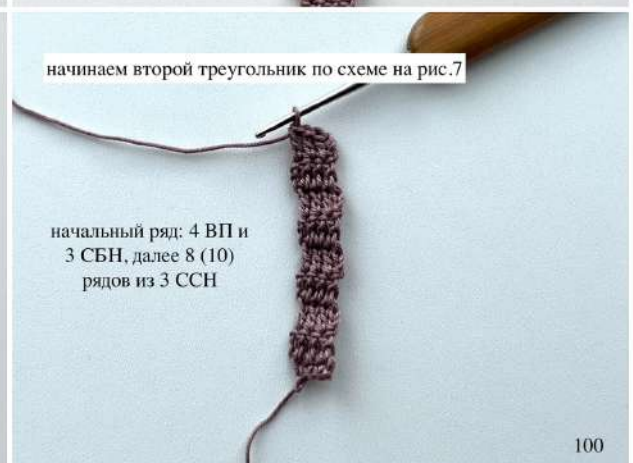 начинаем второй треугольник по схеме на рис.7
начальный ряд: 4 ВП и
3 СБН, далее 8 (10)
рядов из 3 ССН
100